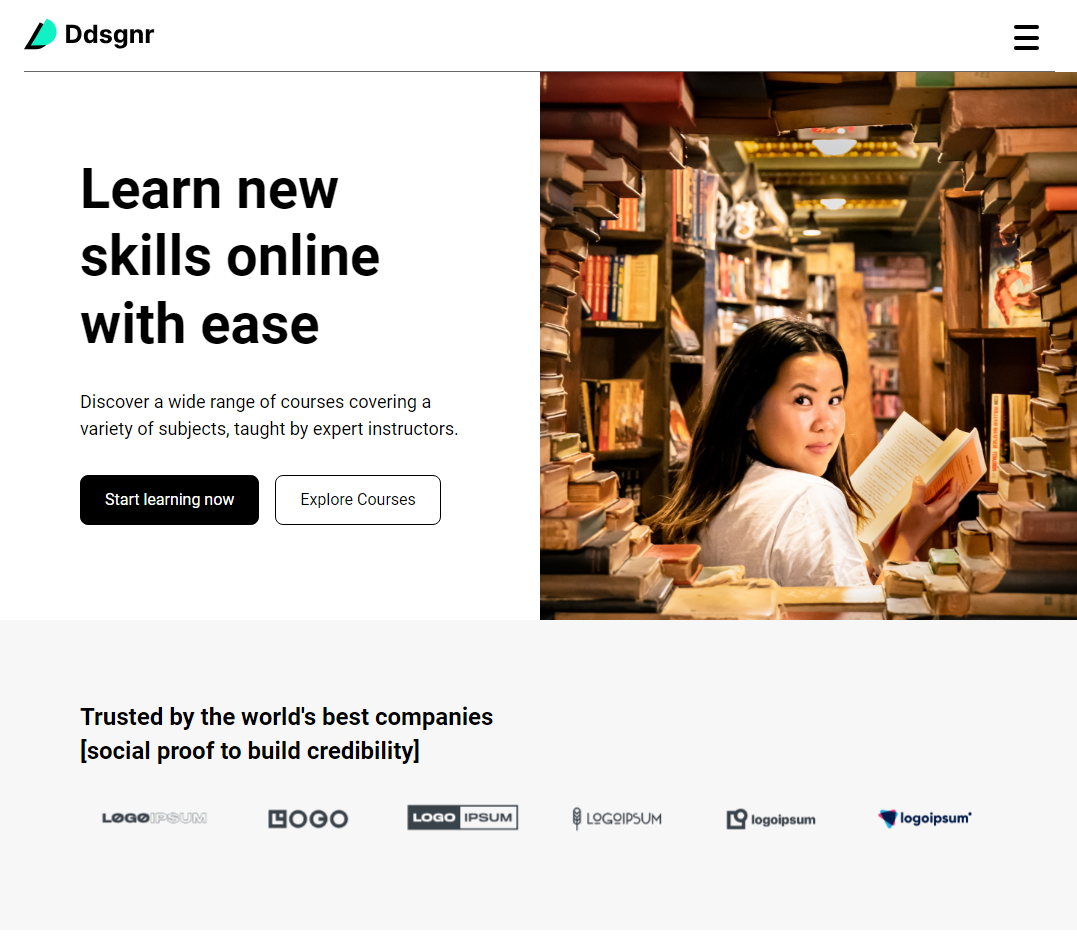 Ddsgnr
Learn new
skills online
with ease
Discover a wide range of courses covering a
variety of subjects, taught by expert instructors.
Start learning now
Explore Courses
Trusted by the world's best companies
[social proof to build credibility]
LOGOIPSUM
LOGO
LOGO IPSUM
LOGOIPSUM
logoipsum
logoipsum